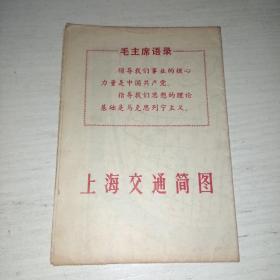 毛主席语录
领导我们事业的核心
力量是中国共产党。
指导我们思想的理论
基础是马克思列宁主义。
上海交通简图